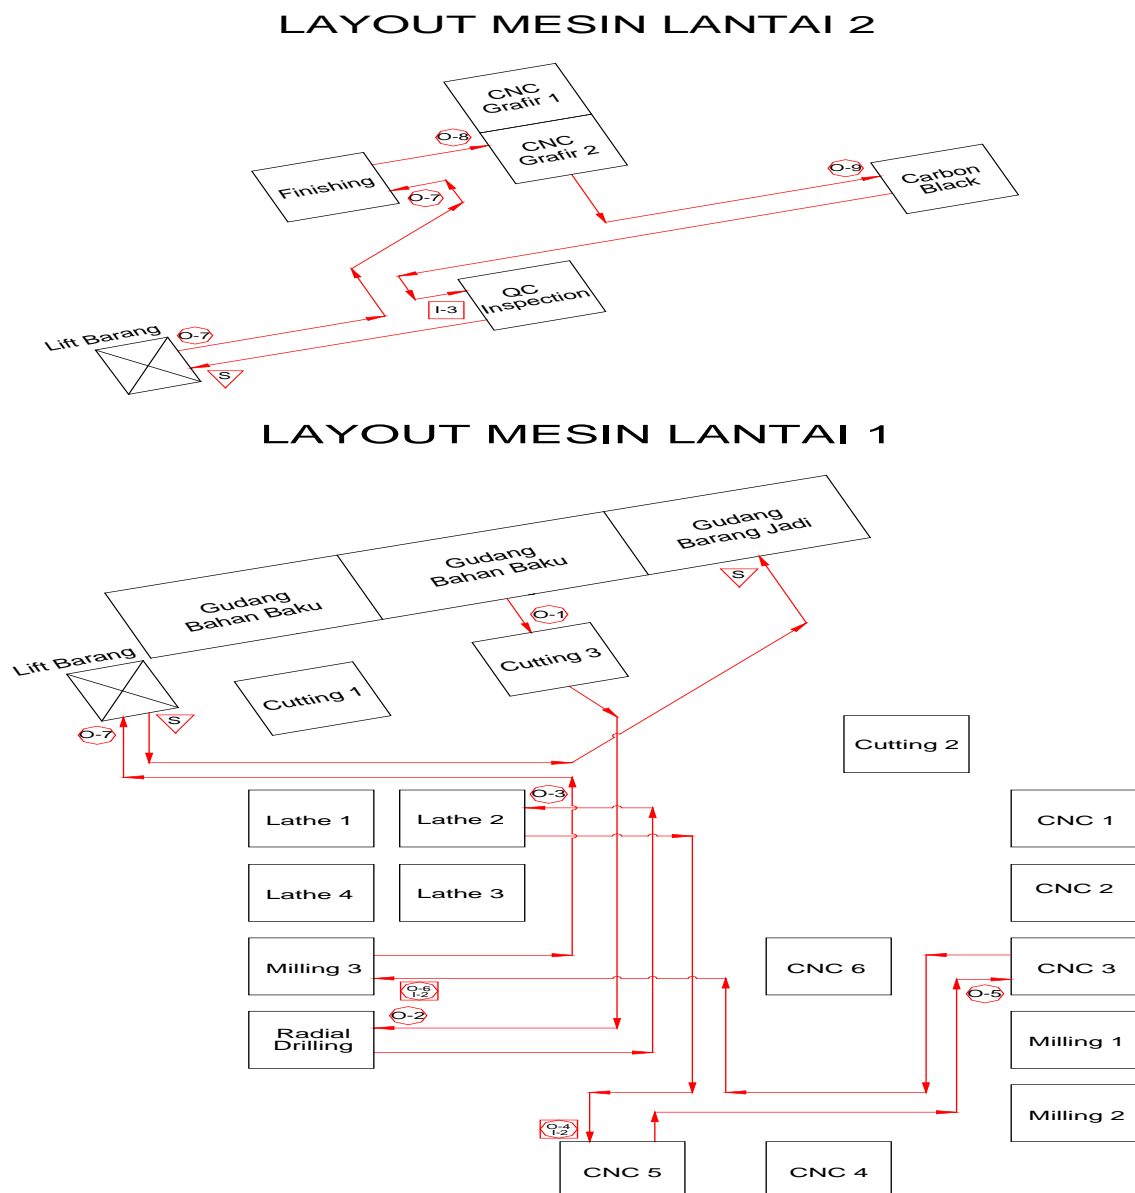 LAYOUT MESIN LANTAI 2
CNC
Grafir 1
O-8
CNC
Grafir 2
Finishing
O-7
O-9
Carbon
Black
QC
Inspection
I-3
Lift Barang
O-7
S
LAYOUT MESIN LANTAI 1
Gudang
Barang Jadi
Gudang
Bahan Baku
Gudang
Bahan Baku
S
O-1
Lift Barang
Cutting 3
Cutting 1
S
O-7
Cutting 2
O-3
Lathe 1
Lathe 2
CNC 1
Lathe 4
Lathe 3
CNC 2
Milling 3
CNC 6
CNC 3
O-6
I-2
O-5
O-2
Radial
Drilling
Milling 1
Milling 2
O-4
I-2
CNC 5
CNC 4